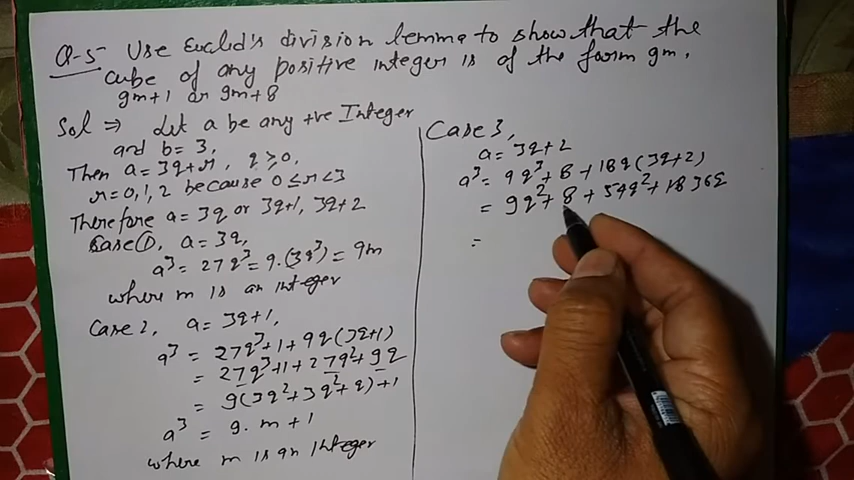 Q-5 Use Euclid's division lemma to show that the
cube of any positive integer is of the form 9m,
9m+1 or 9m+8
Sol ⇒ Let a be any +ve Integer
and b = 3,
Then a = 3q+r, q ≥ 0,
r = 0, 1, 2 because 0 ≤ r < 3
Therefore a = 3q or 3q+1, 3q+2
Case ①, a = 3q,
a³ = 27q³ = 9.(3q³) = 9m
where m is an integer
Case 2, a = 3q+1,
a³ = 27q³+1+9q(3q+1)
= 27q³+1+27q²+9q
= 9(3q²+3q²+q)+1
a³ = 9.m+1
where m is an Integer
Case 3,
a = 3q+2
a³ = 9q³+8+18q(3q+2)
= 9q²+8+54q²+18 36q
=